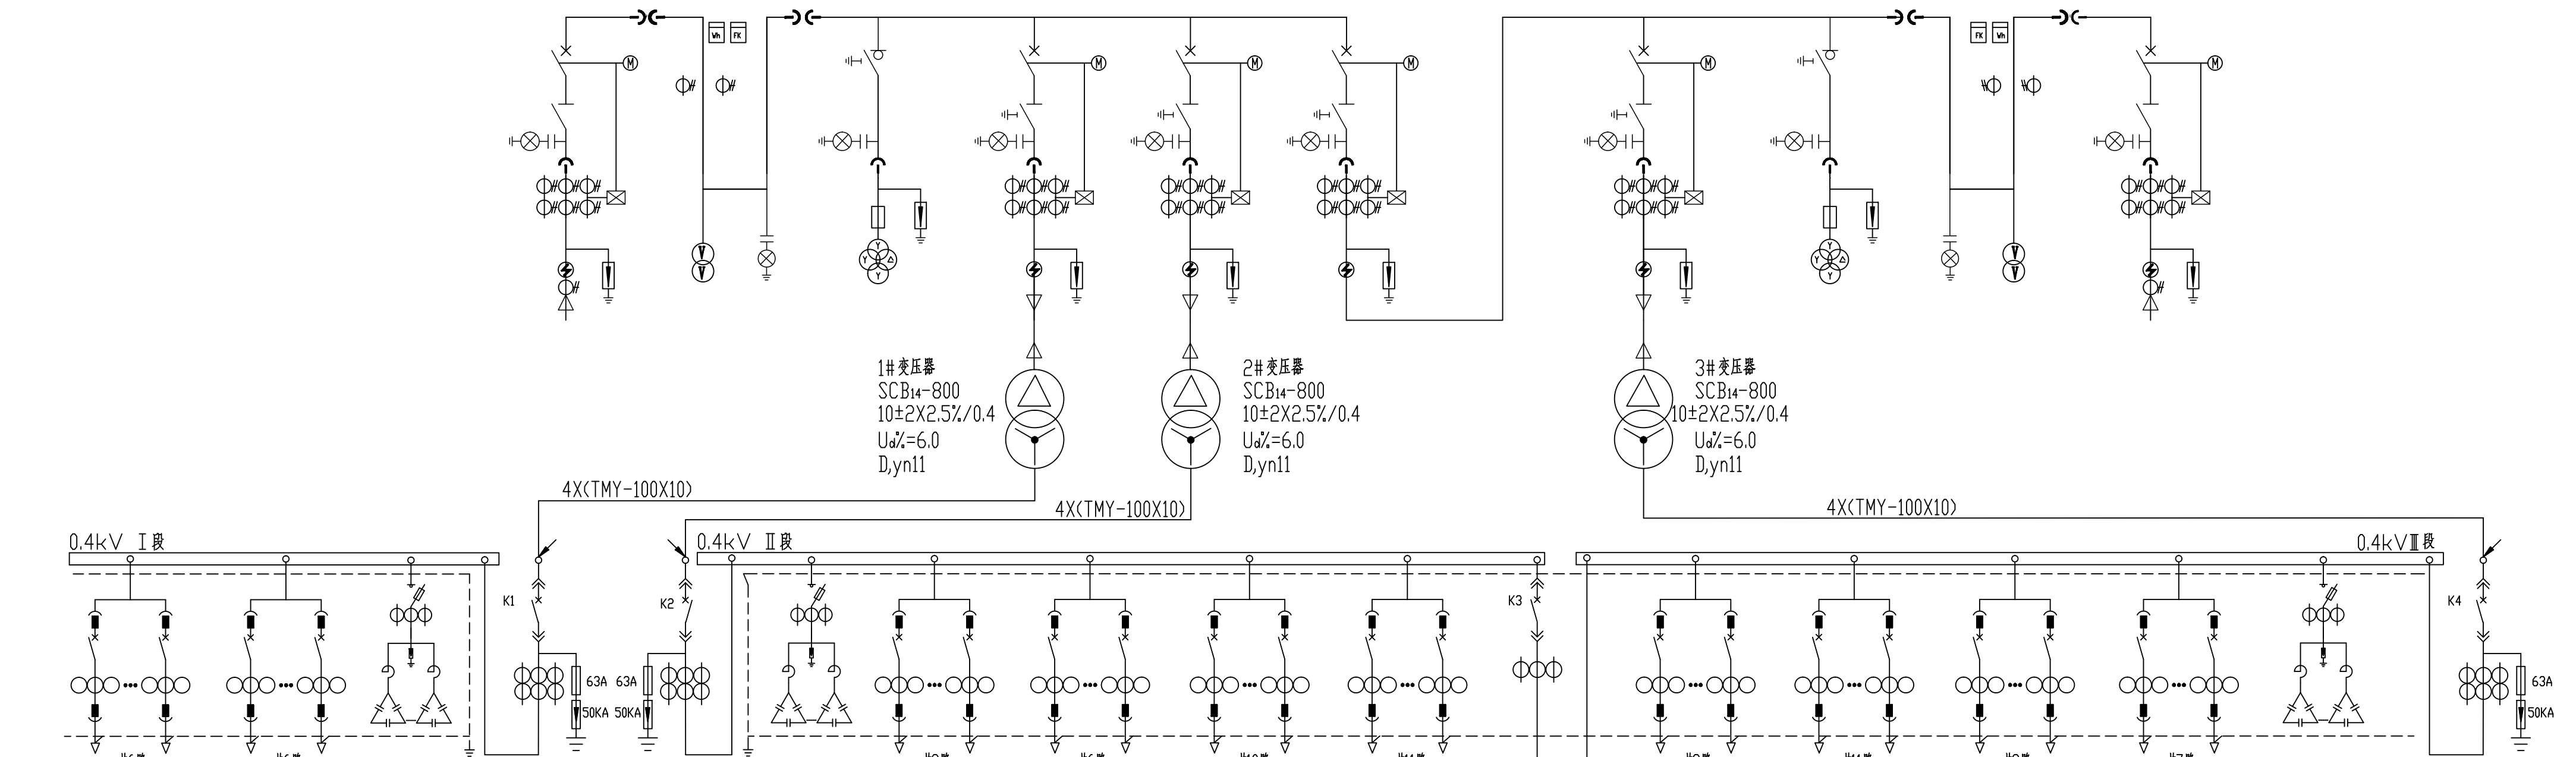 Wh FK
FK Wh
M
M
M
M
M
M
1#变压器
SCB14-800
10±2X2.5%/0.4
Ud%=6.0
D,yn11
2#变压器
SCB14-800
10±2X2.5%/0.4
Ud%=6.0
D,yn11
3#变压器
SCB14-800
10±2X2.5%/0.4
Ud%=6.0
D,yn11
4X(TMY-100X10)
4X(TMY-100X10)
4X(TMY-100X10)
0.4kV Ⅰ段
0.4kV Ⅱ段
0.4kVⅢ段
K1
K2
K3
K4
63A 63A
50KA 50KA
63A
50KA